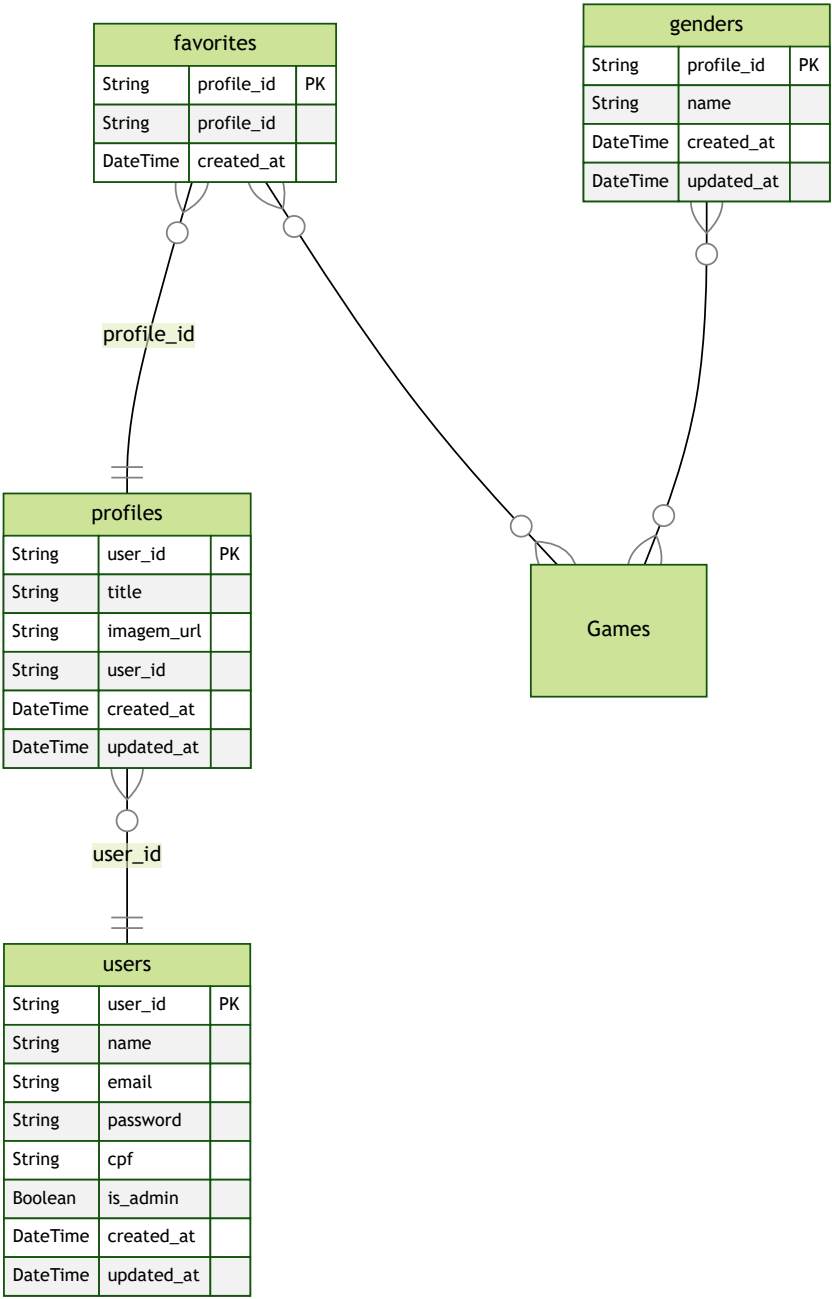 favorites
String profile_id PK
String profile_id
DateTime created_at
genders
String profile_id PK
String name
DateTime created_at
DateTime updated_at
profile_id
profiles
String user_id PK
String title
String imagem_url
String user_id
DateTime created_at
DateTime updated_at
Games
user_id
users
String user_id PK
String name
String email
String password
String cpf
Boolean is_admin
DateTime created_at
DateTime updated_at